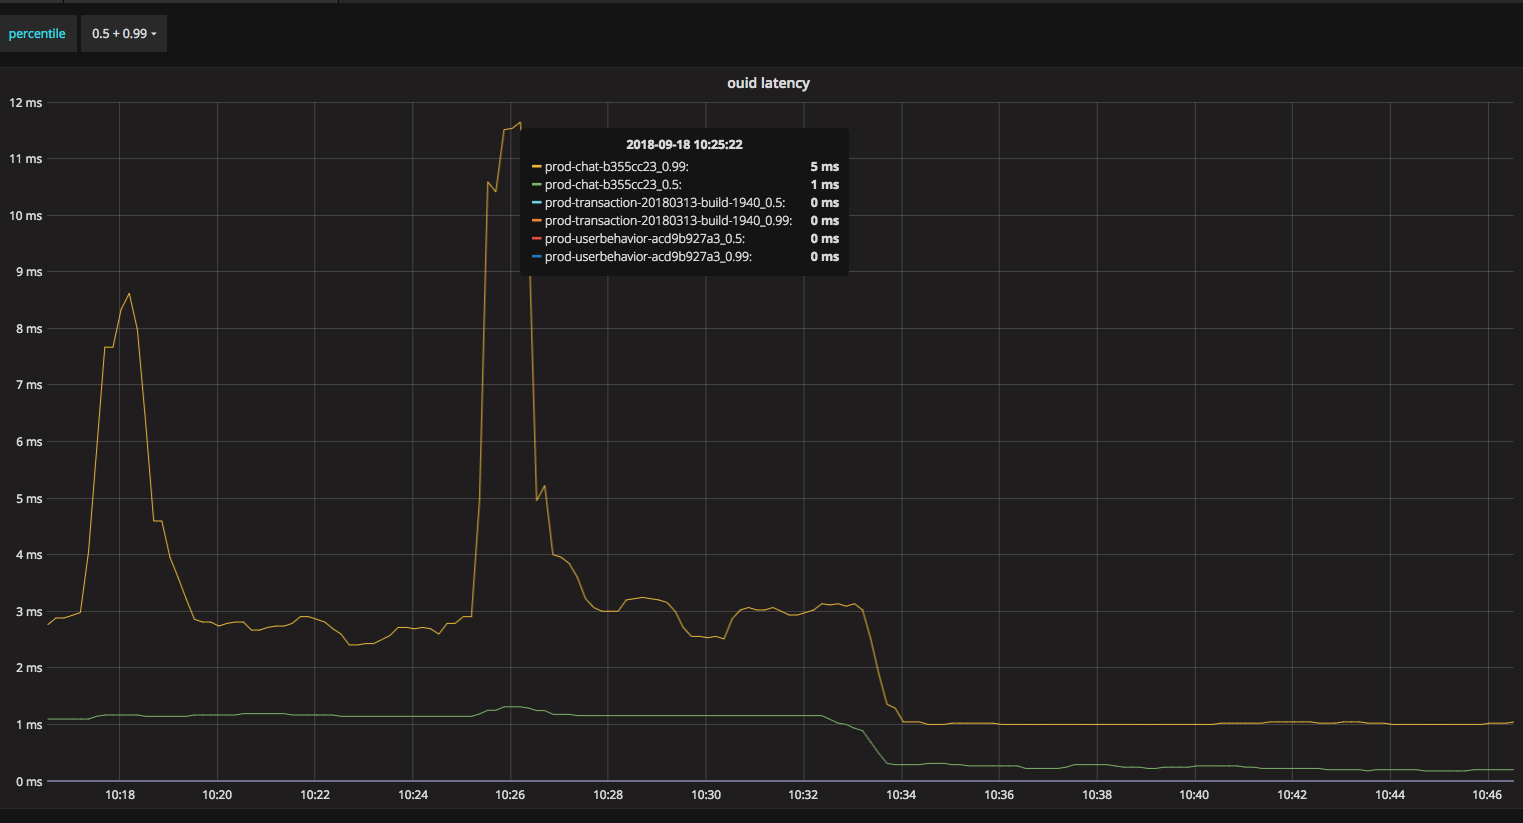 percentile 0.5 + 0.99
ouid latency
12 ms
11 ms
10 ms
9 ms
8 ms
7 ms
6 ms
5 ms
4 ms
3 ms
2 ms
1 ms
0 ms
2018-09-18 10:25:22
prod-chat-b355cc23_0.99: 5 ms
prod-chat-b355cc23_0.5: 1 ms
prod-transaction-20180313-build-1940_0.5: 0 ms
prod-transaction-20180313-build-1940_0.99: 0 ms
prod-userbehavior-acd9b927a3_0.5: 0 ms
prod-userbehavior-acd9b927a3_0.99: 0 ms
10:18 10:20 10:22 10:24 10:26 10:28 10:30 10:32 10:34 10:36 10:38 10:40 10:42 10:44 10:46